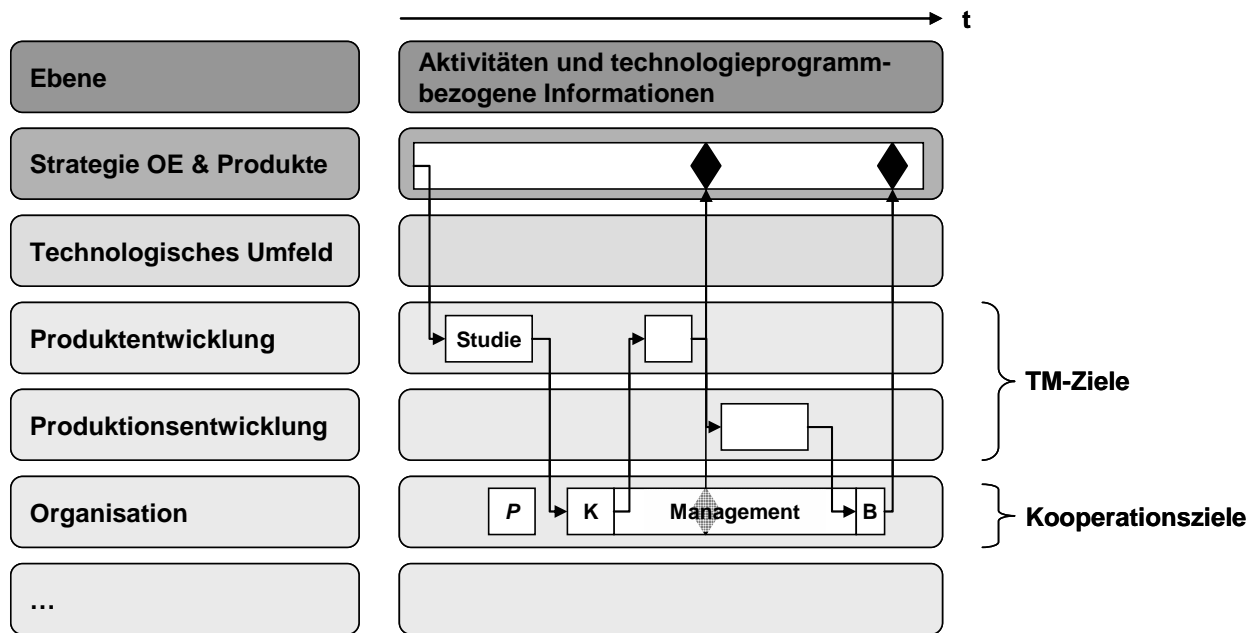 t
Ebene
Aktivitäten und technologieprogramm-
bezogene Informationen
Strategie OE & Produkte
Technologisches Umfeld
Produktentwicklung
Studie
TM-Ziele
Produktionsentwicklung
Organisation
P
K
Management
B
Kooperationsziele
...